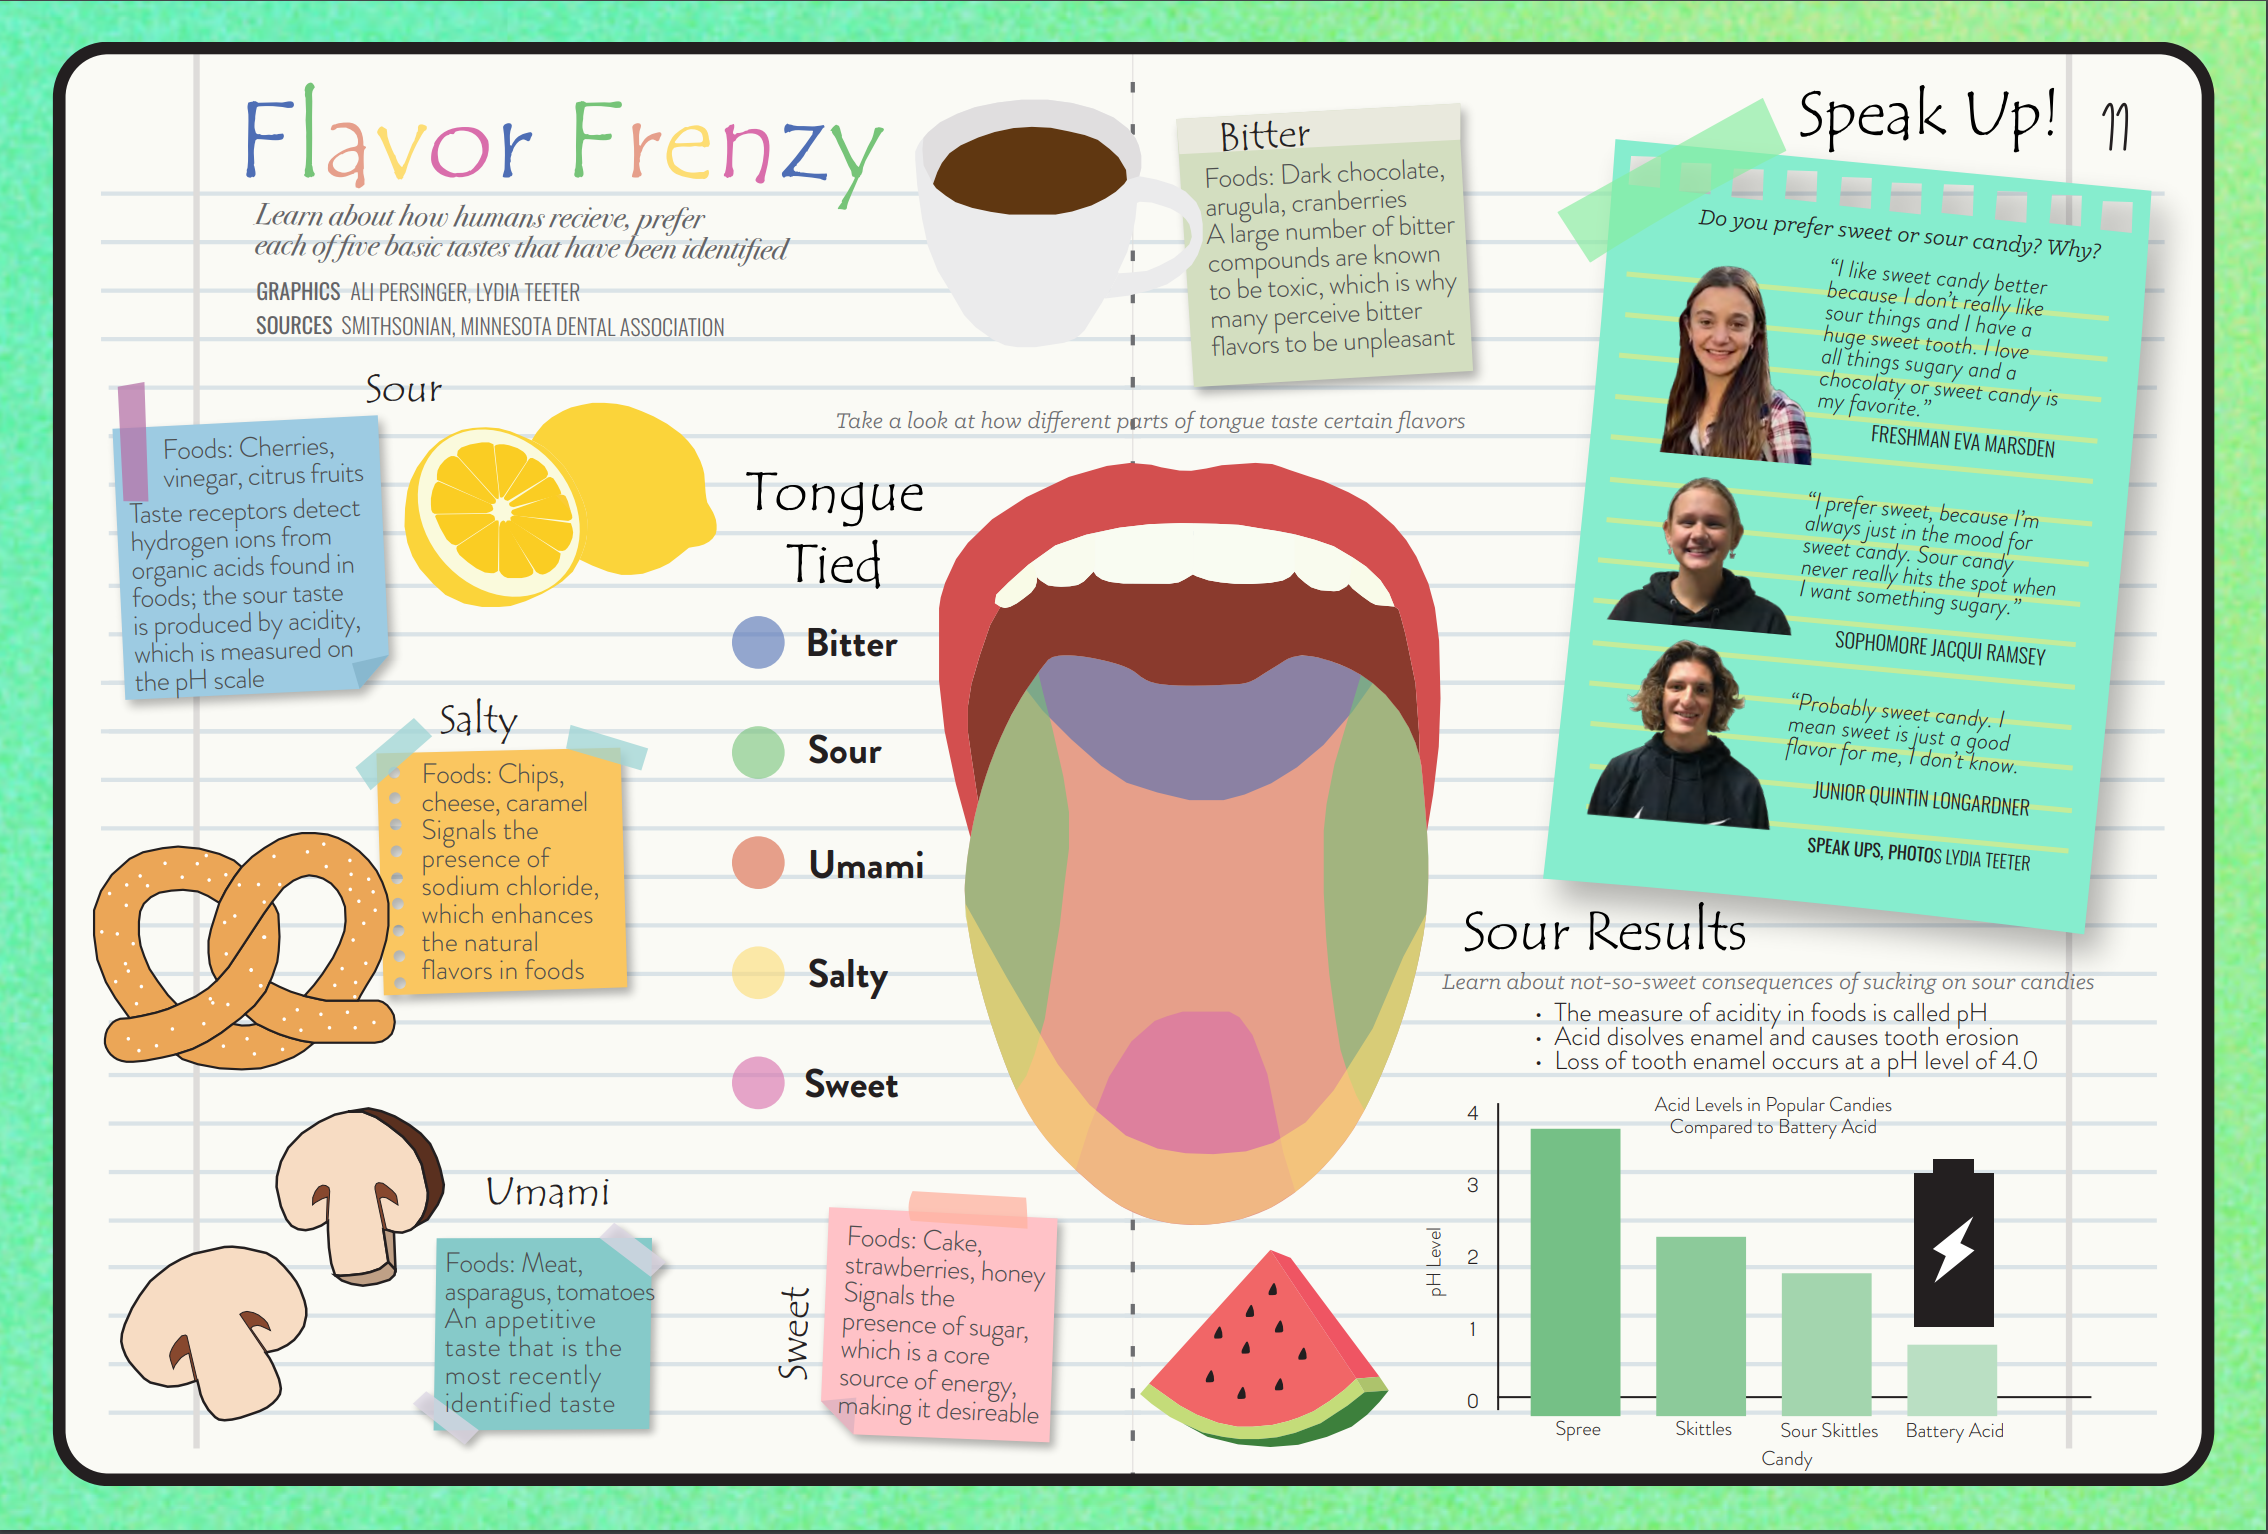 Flavor Frenzy
Learn about how humans recieve, prefer
each of five basic tastes that have been identified
GRAPHICS ALI PERSINGER, LYDIA TEETER
SOURCES SMITHSONIAN, MINNESOTA DENTAL ASSOCIATION
Bitter
Foods: Dark chocolate,
arugula, cranberries
A large number of bitter
compounds are known
to be toxic, which is why
many perceive bitter
flavors to be unpleasant
Speak Up!
11
Do you prefer sweet or sour candy? Why?
“I like sweet candy better
because I don’t really like
sour things and I have a
huge sweet tooth. I love
all things sugary and a
chocolaty or sweet candy is
my favorite.”
FRESHMAN EVA MARSDEN
“I prefer sweet, because I’m
always just in the mood for
sweet candy. Sour candy
never really hits the spot when
I want something sugary.”
SOPHOMORE JACQUI RAMSEY
“Probably sweet candy. I
mean sweet is just a good
flavor for me, I don’t know.
JUNIOR QUINTIN LONGARDNER
SPEAK UPS, PHOTOS LYDIA TEETER
Sour
Foods: Cherries,
vinegar, citrus fruits
Taste receptors detect
hydrogen ions from
organic acids found in
foods; the sour taste
is produced by acidity,
which is measured on
the pH scale
Take a look at how different parts of tongue taste certain flavors
Tongue
Tied
Bitter
Sour
Umami
Salty
Sweet
Salty
Foods: Chips,
cheese, caramel
Signals the
presence of
sodium chloride,
which enhances
the natural
flavors in foods
Umami
Foods: Meat,
asparagus, tomatoes
An appetitive
taste that is the
most recently
identified taste
Sweet
Foods: Cake,
strawberries, honey
Signals the
presence of sugar,
which is a core
source of energy,
making it desireable
Sour Results
Learn about not-so-sweet consequences of sucking on sour candies
• The measure of acidity in foods is called pH
• Acid disolves enamel and causes tooth erosion
• Loss of tooth enamel occurs at a pH level of 4.0
Acid Levels in Popular Candies
Compared to Battery Acid
pH Level
4
3
2
1
0
Spree
Skittles
Sour Skittles
Battery Acid
Candy